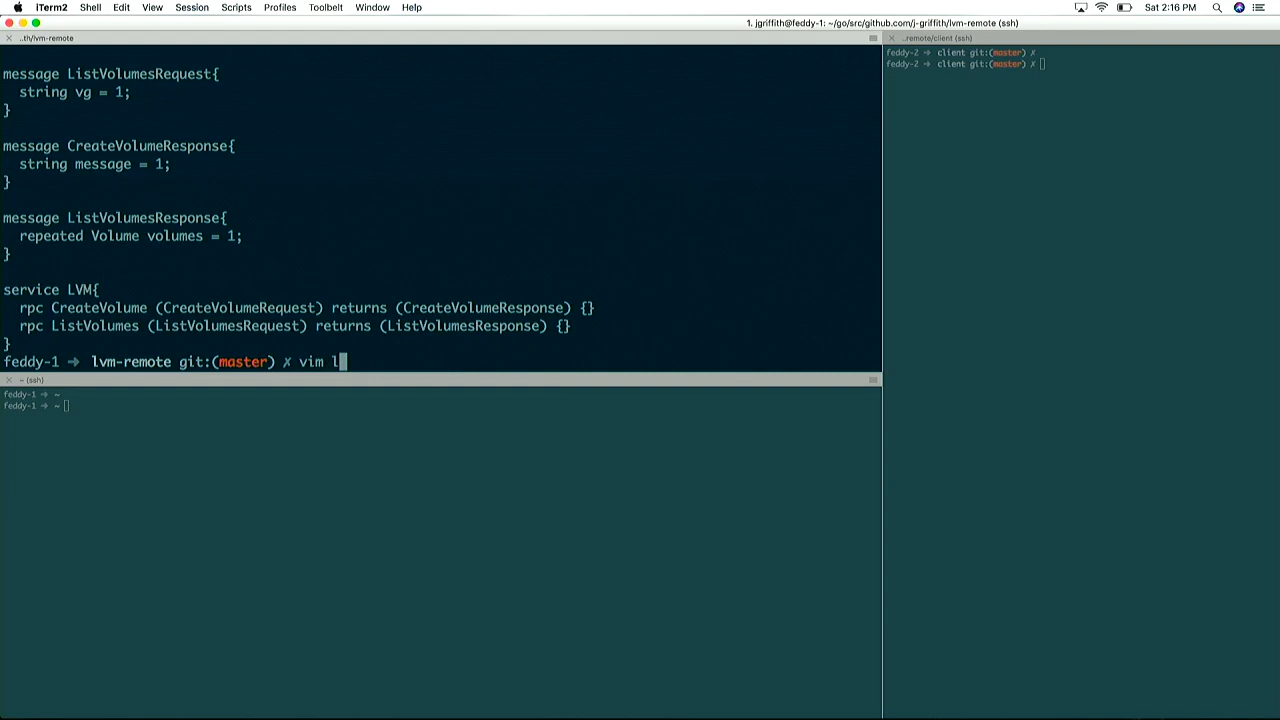 iTerm2 Shell Edit View Session Scripts Profiles Toolbelt Window Help Sat 2:16 PM
1. jgriffith@feddy-1: ~/go/src/github.com/j-griffith/lvm-remote (ssh)
..th/lvm-remote
message ListVolumesRequest{
  string vg = 1;
}
message CreateVolumeResponse{
  string message = 1;
}
message ListVolumesResponse{
  repeated Volume volumes = 1;
}
service LVM{
  rpc CreateVolume (CreateVolumeRequest) returns (CreateVolumeResponse) {}
  rpc ListVolumes (ListVolumesRequest) returns (ListVolumesResponse) {}
}
feddy-1 ➜ lvm-remote git:(master) ✗ vim l
~ (ssh)
feddy-1 ➜ ~
feddy-1 ➜ ~
..remote/client (ssh)
feddy-2 ➜ client git:(master) ✗
feddy-2 ➜ client git:(master) ✗